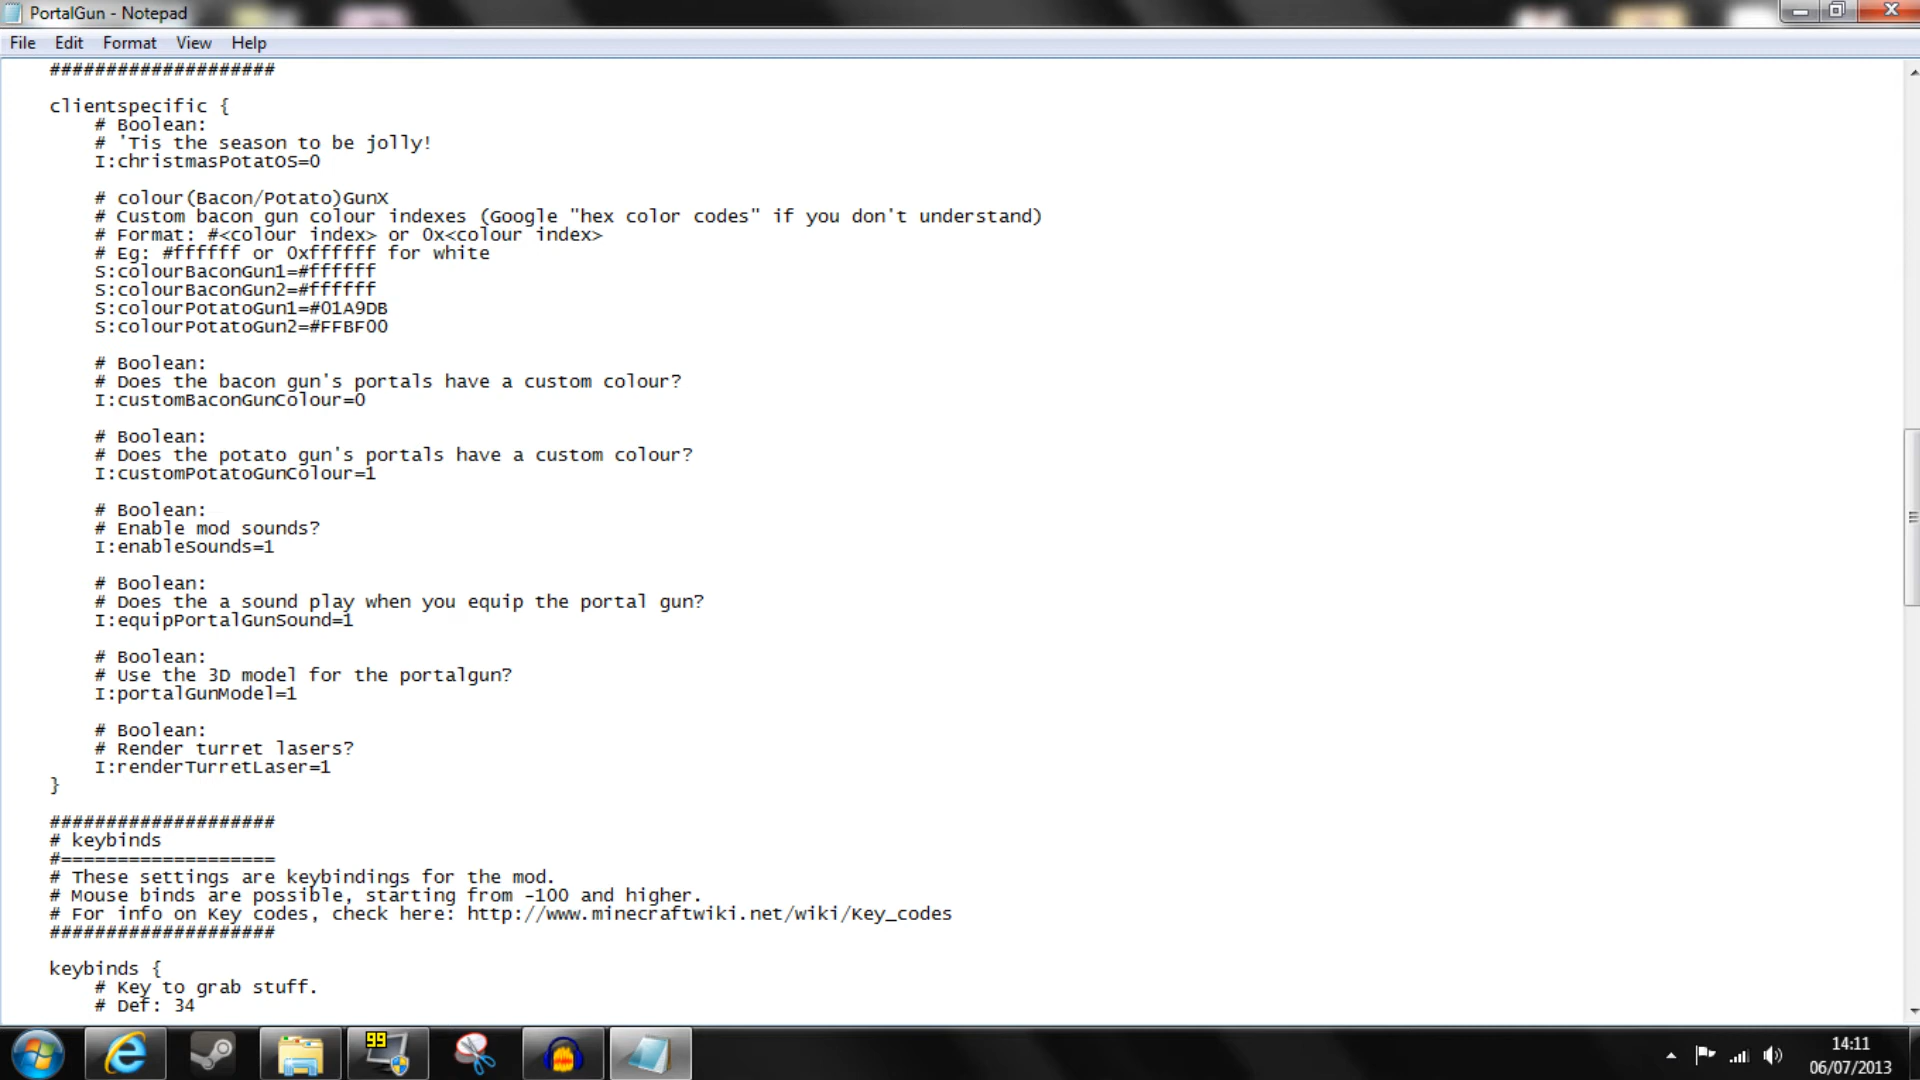 PortalGun - Notepad
File Edit Format View Help
####################
clientspecific {
# Boolean:
# 'Tis the season to be jolly!
I:christmasPotatOS=0
# colour(Bacon/Potato)GunX
# Custom bacon gun colour indexes (Google "hex color codes" if you don't understand)
# Format: #<colour index> or 0x<colour index>
# Eg: #ffffff or 0xffffff for white
S:colourBaconGun1=#ffffff
S:colourBaconGun2=#ffffff
S:colourPotatoGun1=#01A9DB
S:colourPotatoGun2=#FFBF00
# Boolean:
# Does the bacon gun's portals have a custom colour?
I:customBaconGunColour=0
# Boolean:
# Does the potato gun's portals have a custom colour?
I:customPotatoGunColour=1
# Boolean:
# Enable mod sounds?
I:enableSounds=1
# Boolean:
# Does the a sound play when you equip the portal gun?
I:equipPortalGunSound=1
# Boolean:
# Use the 3D model for the portalgun?
I:portalGunModel=1
# Boolean:
# Render turret lasers?
I:renderTurretLaser=1
}
####################
# keybinds
#===================
# These settings are keybindings for the mod.
# Mouse binds are possible, starting from -100 and higher.
# For info on Key codes, check here: http://www.minecraftwiki.net/wiki/Key_codes
####################
keybinds {
# Key to grab stuff.
# Def: 34
99
14:11
06/07/2013